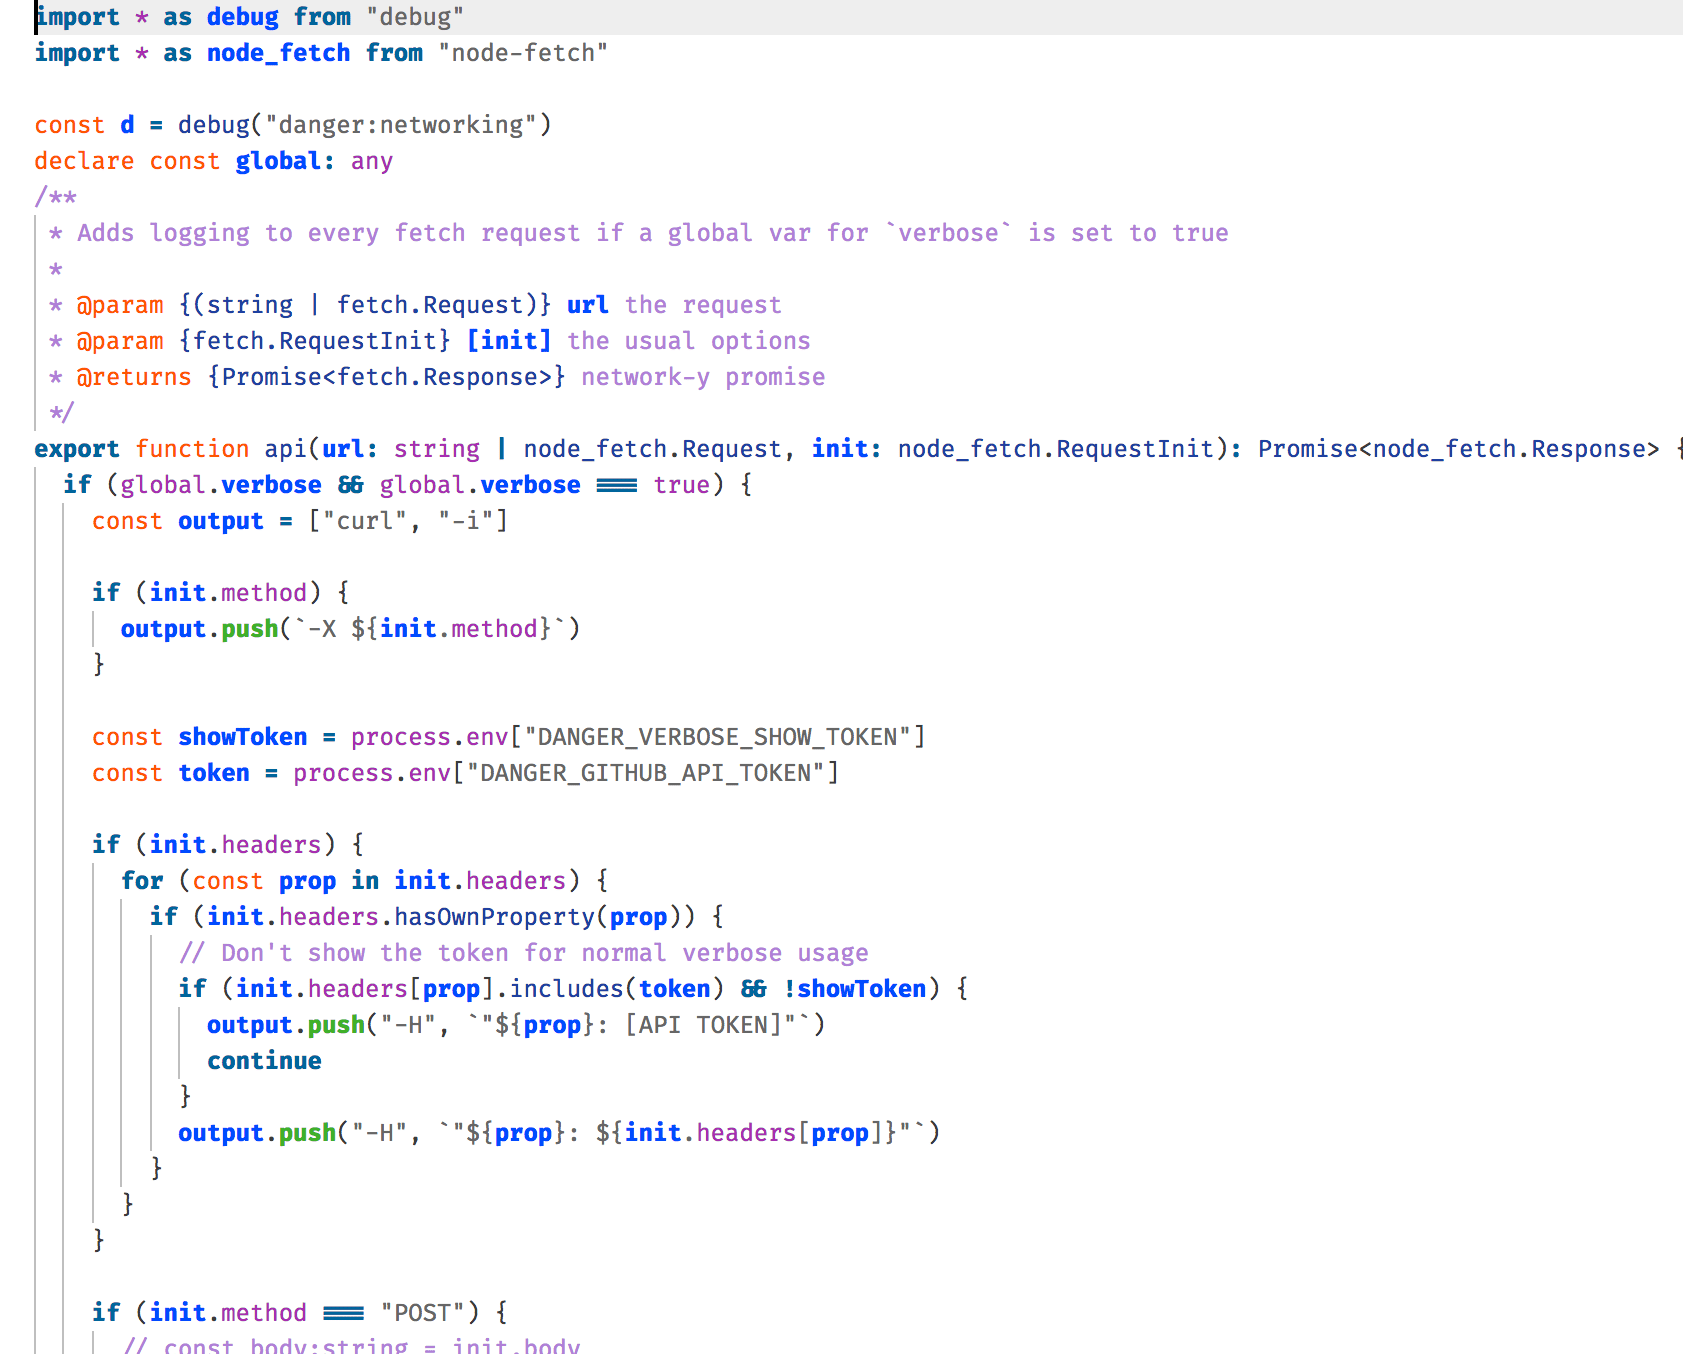 import * as debug from "debug"
import * as node_fetch from "node-fetch"

const d = debug("danger:networking")
declare const global: any
/**
 * Adds logging to every fetch request if a global var for `verbose` is set to true
 *
 * @param {(string | fetch.Request)} url the request
 * @param {fetch.RequestInit} [init] the usual options
 * @returns {Promise<fetch.Response>} network-y promise
 */
export function api(url: string | node_fetch.Request, init: node_fetch.RequestInit): Promise<node_fetch.Response> {
  if (global.verbose && global.verbose === true) {
    const output = ["curl", "-i"]

    if (init.method) {
      output.push(`-X ${init.method}`)
    }

    const showToken = process.env["DANGER_VERBOSE_SHOW_TOKEN"]
    const token = process.env["DANGER_GITHUB_API_TOKEN"]

    if (init.headers) {
      for (const prop in init.headers) {
        if (init.headers.hasOwnProperty(prop)) {
          // Don't show the token for normal verbose usage
          if (init.headers[prop].includes(token) && !showToken) {
            output.push("-H", `"${prop}: [API TOKEN]"`)
            continue
          }
          output.push("-H", `"${prop}: ${init.headers[prop]}"`)
        }
      }
    }

    if (init.method === "POST") {
      // const body:string = init.body